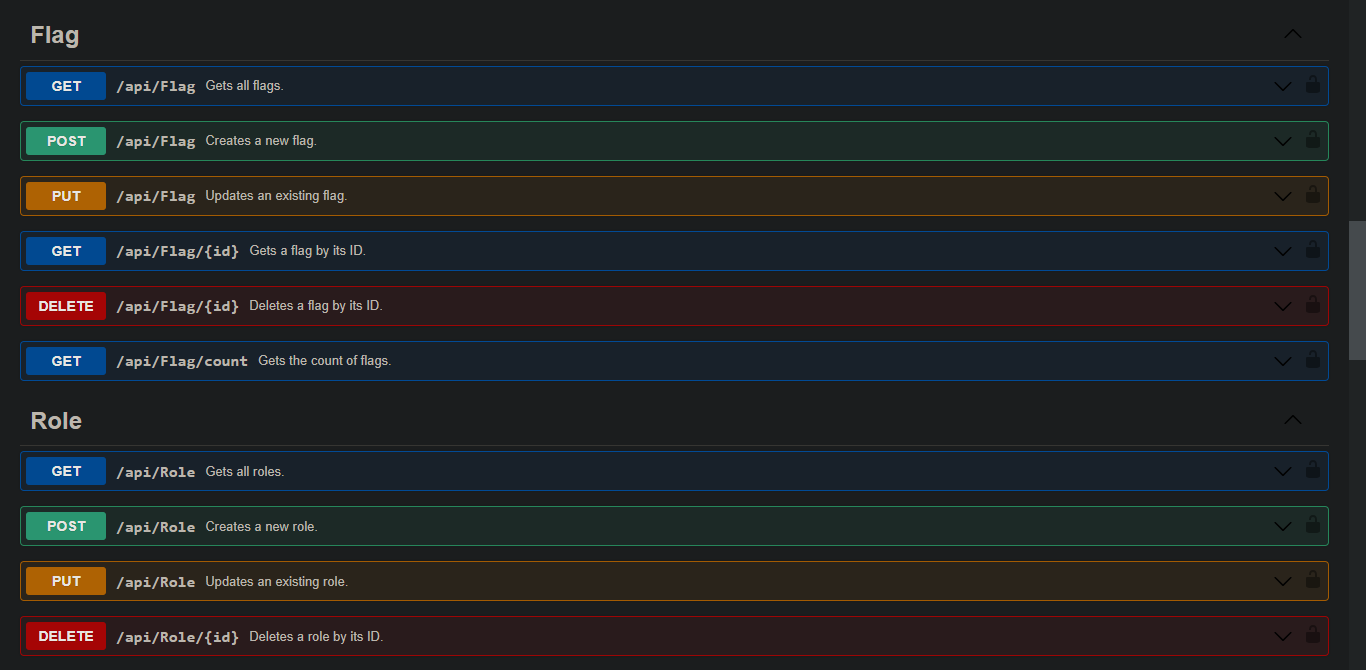 Flag
GET /api/Flag Gets all flags.
POST /api/Flag Creates a new flag.
PUT /api/Flag Updates an existing flag.
GET /api/Flag/{id} Gets a flag by its ID.
DELETE /api/Flag/{id} Deletes a flag by its ID.
GET /api/Flag/count Gets the count of flags.
Role
GET /api/Role Gets all roles.
POST /api/Role Creates a new role.
PUT /api/Role Updates an existing role.
DELETE /api/Role/{id} Deletes a role by its ID.